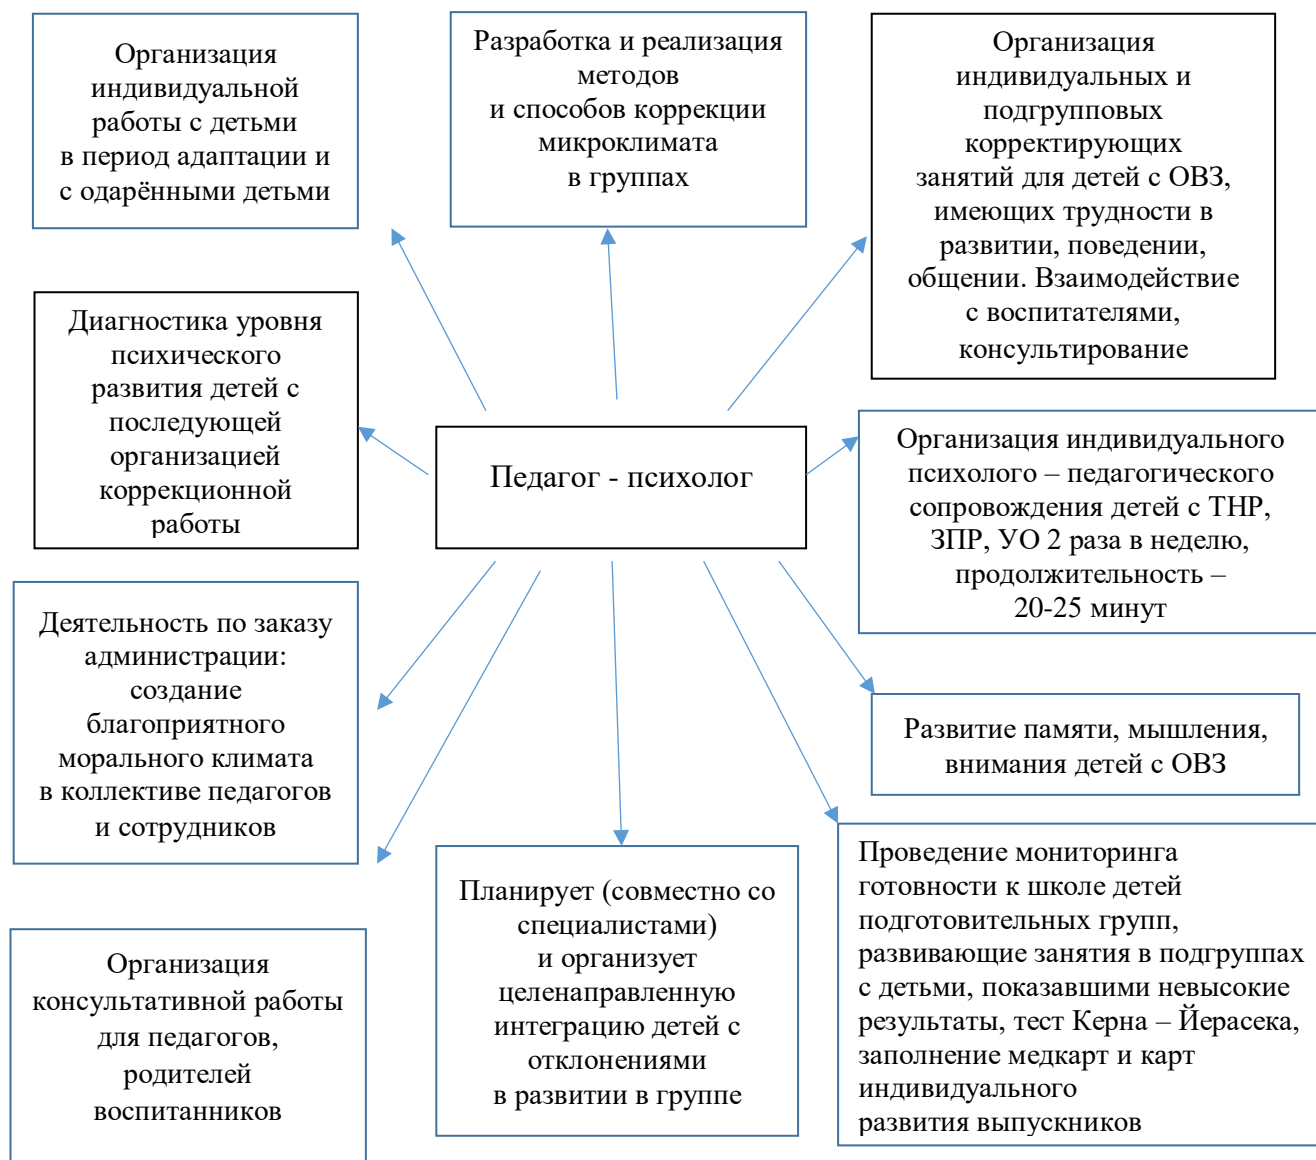 Организация
индивидуальной
работы с детьми
в период адаптации и
с одарёнными детьми
Разработка и реализация
методов
и способов коррекции
микроклимата
в группах
Организация
индивидуальных и
подгрупповых
корректирующих
занятий для детей с ОВЗ,
имеющих трудности в
развитии, поведении,
общении. Взаимодействие
с воспитателями,
консультирование
Диагностика уровня
психического
развития детей с
последующей
организацией
коррекционной
работы
Педагог - психолог
Организация индивидуального
психолого – педагогического
сопровождения детей с ТНР,
ЗПР, УО 2 раза в неделю,
продолжительность –
20-25 минут
Деятельность по заказу
администрации:
создание
благоприятного
морального климата
в коллективе педагогов
и сотрудников
Развитие памяти, мышления,
внимания детей с ОВЗ
Организация
консультативной работы
для педагогов,
родителей
воспитанников
Планирует (совместно со
специалистами)
и организует
целенаправленную
интеграцию детей с
отклонениями
в развитии в группе
Проведение мониторинга
готовности к школе детей
подготовительных групп,
развивающие занятия в подгруппах
с детьми, показавшими невысокие
результаты, тест Керна – Йерасека,
заполнение медкарт и карт
индивидуального
развития выпускников